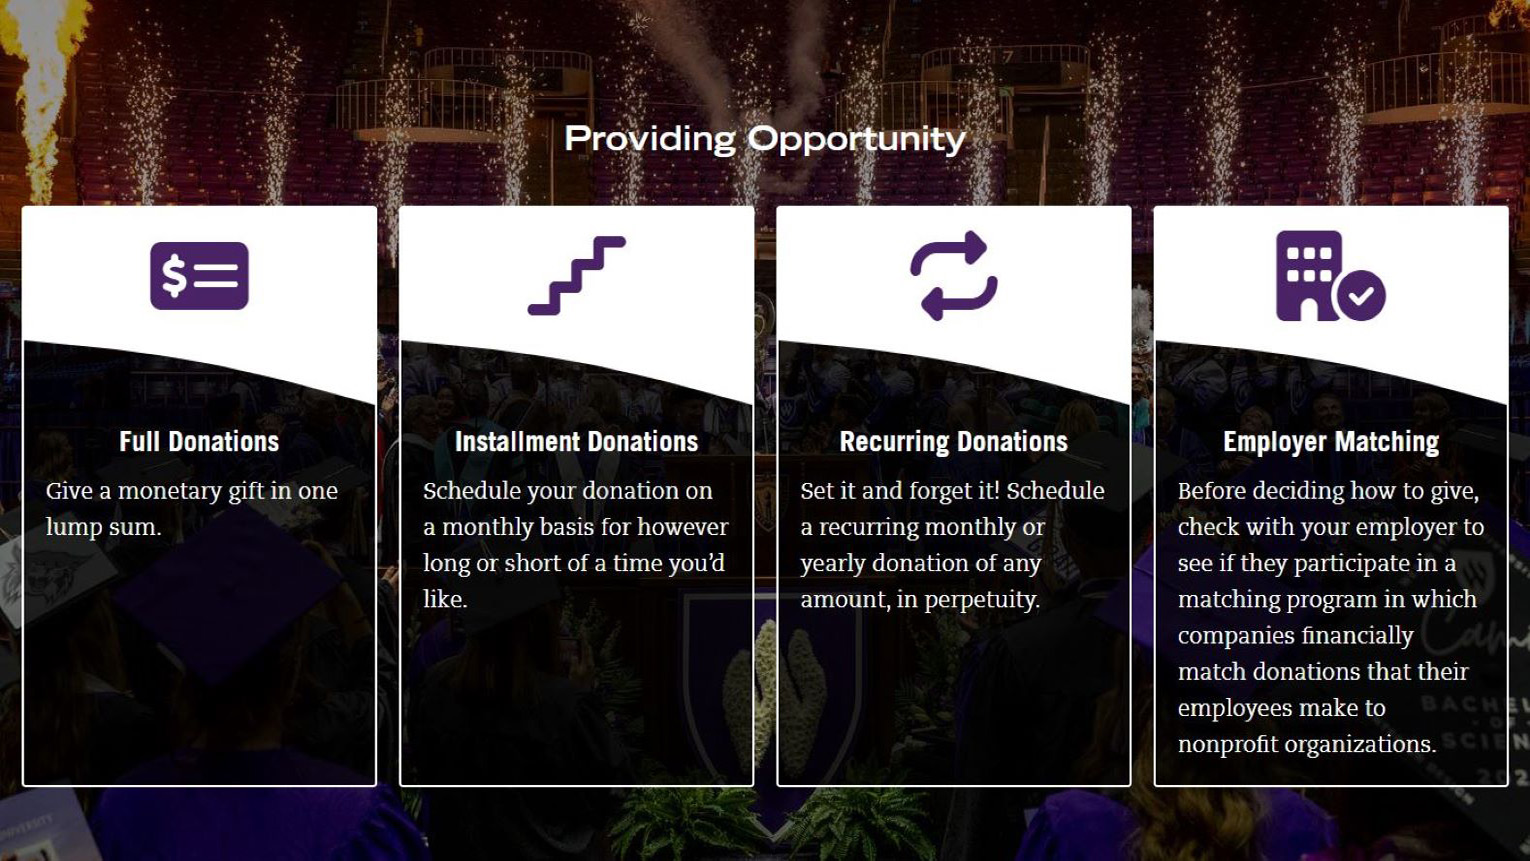 Providing Opportunity
Full Donations
Give a monetary gift in one
lump sum.
Installment Donations
Schedule your donation on
a monthly basis for however
long or short of a time you’d
like.
Recurring Donations
Set it and forget it! Schedule
a recurring monthly or
yearly donation of any
amount, in perpetuity.
Employer Matching
Before deciding how to give,
check with your employer to
see if they participate in a
matching program in which
companies financially
match donations that their
employees make to
nonprofit organizations.